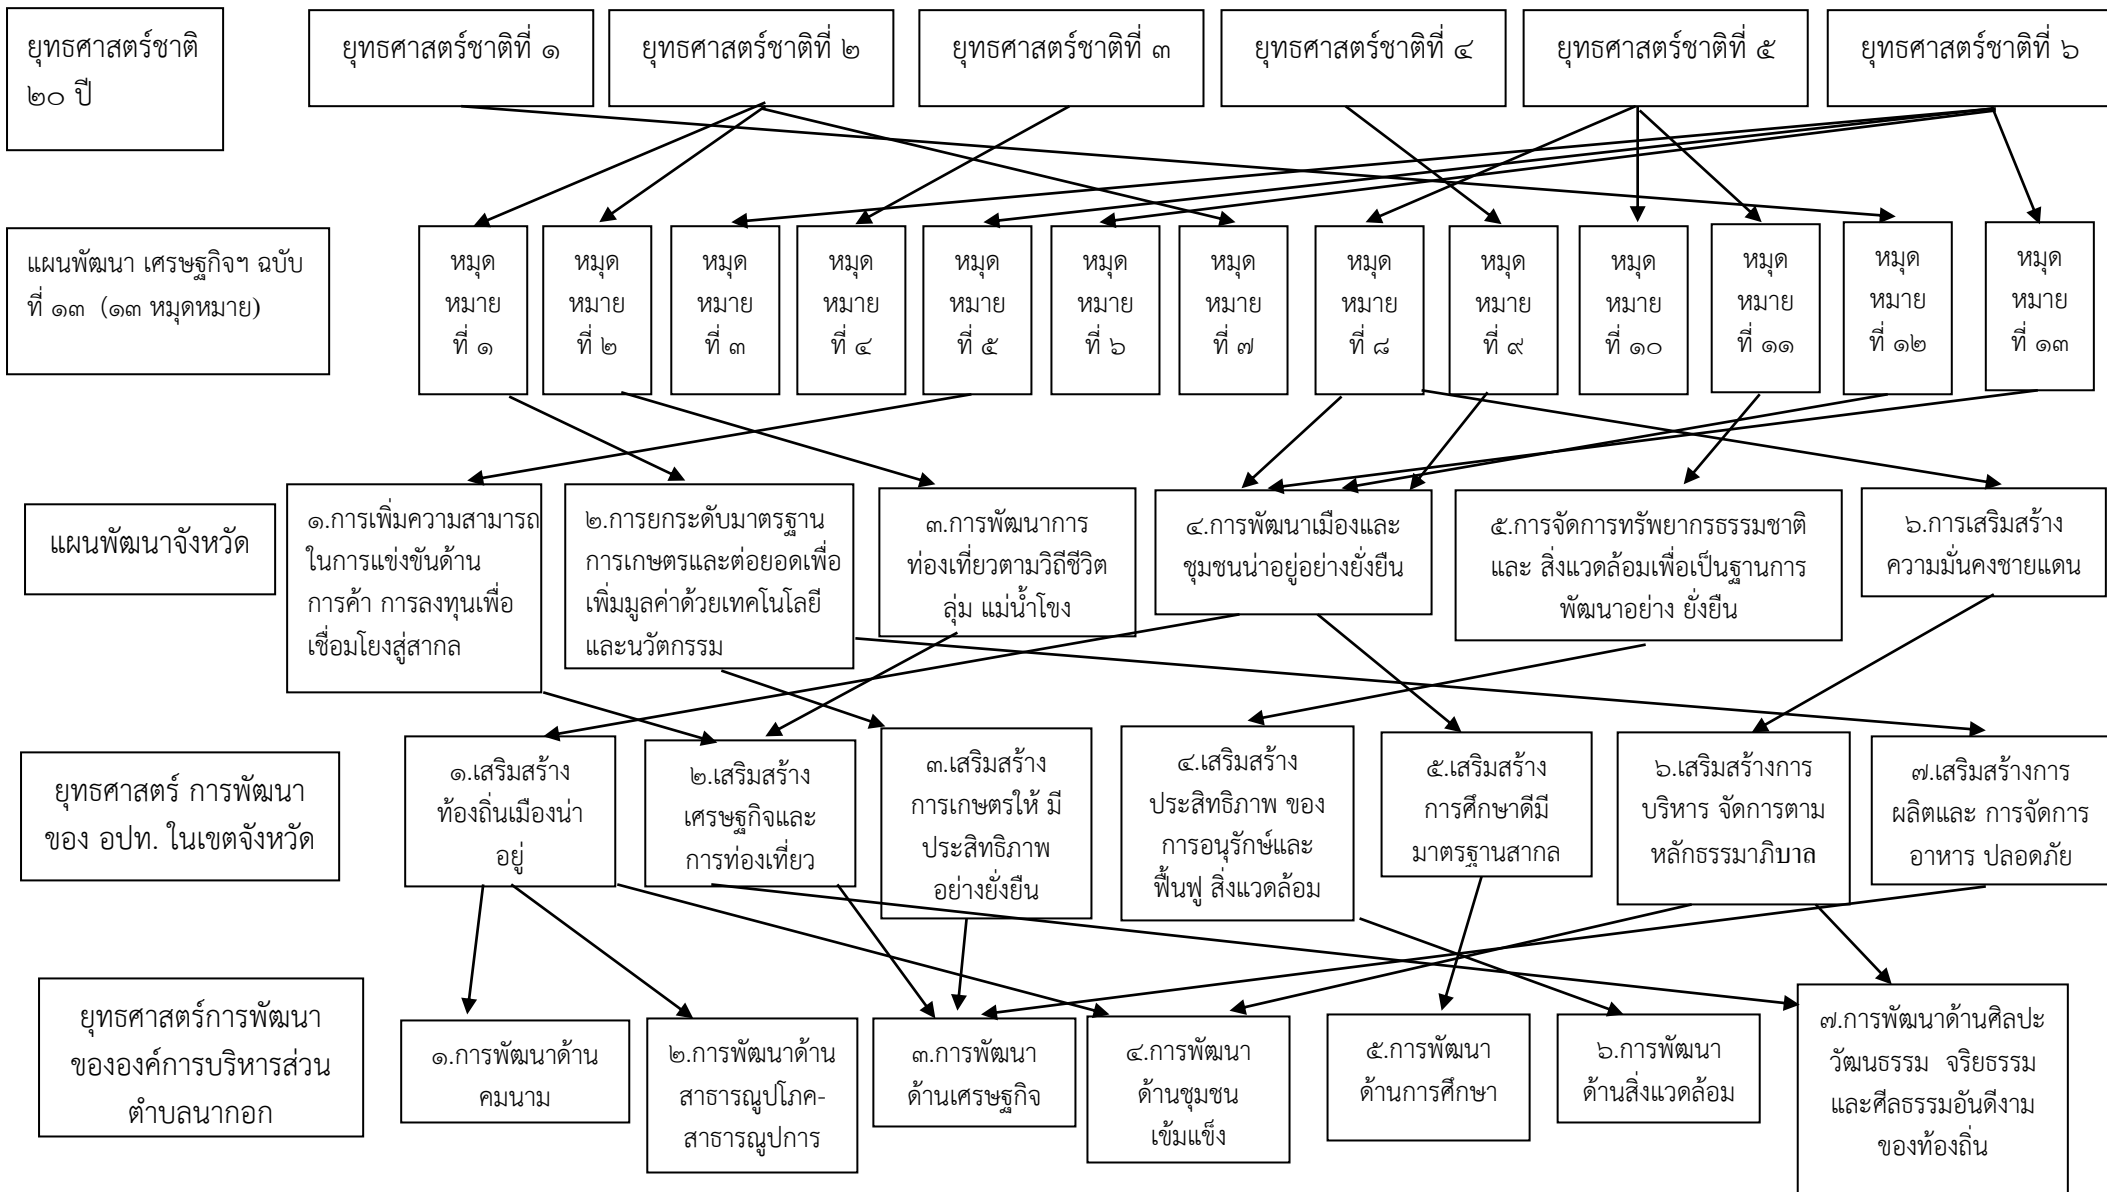 ยุทธศาสตร์ชาติ
๒๐ ปี
ยุทธศาสตร์ชาติที่ ๑
ยุทธศาสตร์ชาติที่ ๒
ยุทธศาสตร์ชาติที่ ๓
ยุทธศาสตร์ชาติที่ ๔
ยุทธศาสตร์ชาติที่ ๕
ยุทธศาสตร์ชาติที่ ๖
แผนพัฒนา เศรษฐกิจฯ ฉบับ
ที่ ๑๓ (๑๓ หมุดหมาย)
หมุด
หมาย
ที่ ๑
หมุด
หมาย
ที่ ๒
หมุด
หมาย
ที่ ๓
หมุด
หมาย
ที่ ๔
หมุด
หมาย
ที่ ๕
หมุด
หมาย
ที่ ๖
หมุด
หมาย
ที่ ๗
หมุด
หมาย
ที่ ๘
หมุด
หมาย
ที่ ๙
หมุด
หมาย
ที่ ๑๐
หมุด
หมาย
ที่ ๑๑
หมุด
หมาย
ที่ ๑๒
หมุด
หมาย
ที่ ๑๓
แผนพัฒนาจังหวัด
๑.การเพิ่มความสามารถ
ในการแข่งขันด้าน
การค้า การลงทุนเพื่อ
เชื่อมโยงสู่สากล
๒.การยกระดับมาตรฐาน
การเกษตรและต่อยอดเพื่อ
เพิ่มมูลค่าด้วยเทคโนโลยี
และนวัตกรรม
๓.การพัฒนาการ
ท่องเที่ยวตามวิถีชีวิต
ลุ่ม แม่น้ำโขง
๔.การพัฒนาเมืองและ
ชุมชนน่าอยู่อย่างยั่งยืน
๕.การจัดการทรัพยากรธรรมชาติ
และ สิ่งแวดล้อมเพื่อเป็นฐานการ
พัฒนาอย่าง ยั่งยืน
๖.การเสริมสร้าง
ความมั่นคงชายแดน
ยุทธศาสตร์ การพัฒนา
ของ อปท. ในเขตจังหวัด
๑.เสริมสร้าง
ท้องถิ่นเมืองน่า
อยู่
๒.เสริมสร้าง
เศรษฐกิจและ
การท่องเที่ยว
๓.เสริมสร้าง
การเกษตรให้ มี
ประสิทธิภาพ
อย่างยั่งยืน
๔.เสริมสร้าง
ประสิทธิภาพ ของ
การอนุรักษ์และ
ฟื้นฟู สิ่งแวดล้อม
๕.เสริมสร้าง
การศึกษาดีมี
มาตรฐานสากล
๖.เสริมสร้างการ
บริหาร จัดการตาม
หลักธรรมาภิบาล
๗.เสริมสร้างการ
ผลิตและ การจัดการ
อาหาร ปลอดภัย
ยุทธศาสตร์การพัฒนา
ขององค์การบริหารส่วน
ตำบลนากอก
๑.การพัฒนาด้าน
คมนาม
๒.การพัฒนาด้าน
สาธารณูปโภค-
สาธารณูปการ
๓.การพัฒนา
ด้านเศรษฐกิจ
๔.การพัฒนา
ด้านชุมชน
เข้มแข็ง
๕.การพัฒนา
ด้านการศึกษา
๖.การพัฒนา
ด้านสิ่งแวดล้อม
๗.การพัฒนาด้านศิลปะ
วัฒนธรรม จริยธรรม
และศีลธรรมอันดีงาม
ของท้องถิ่น